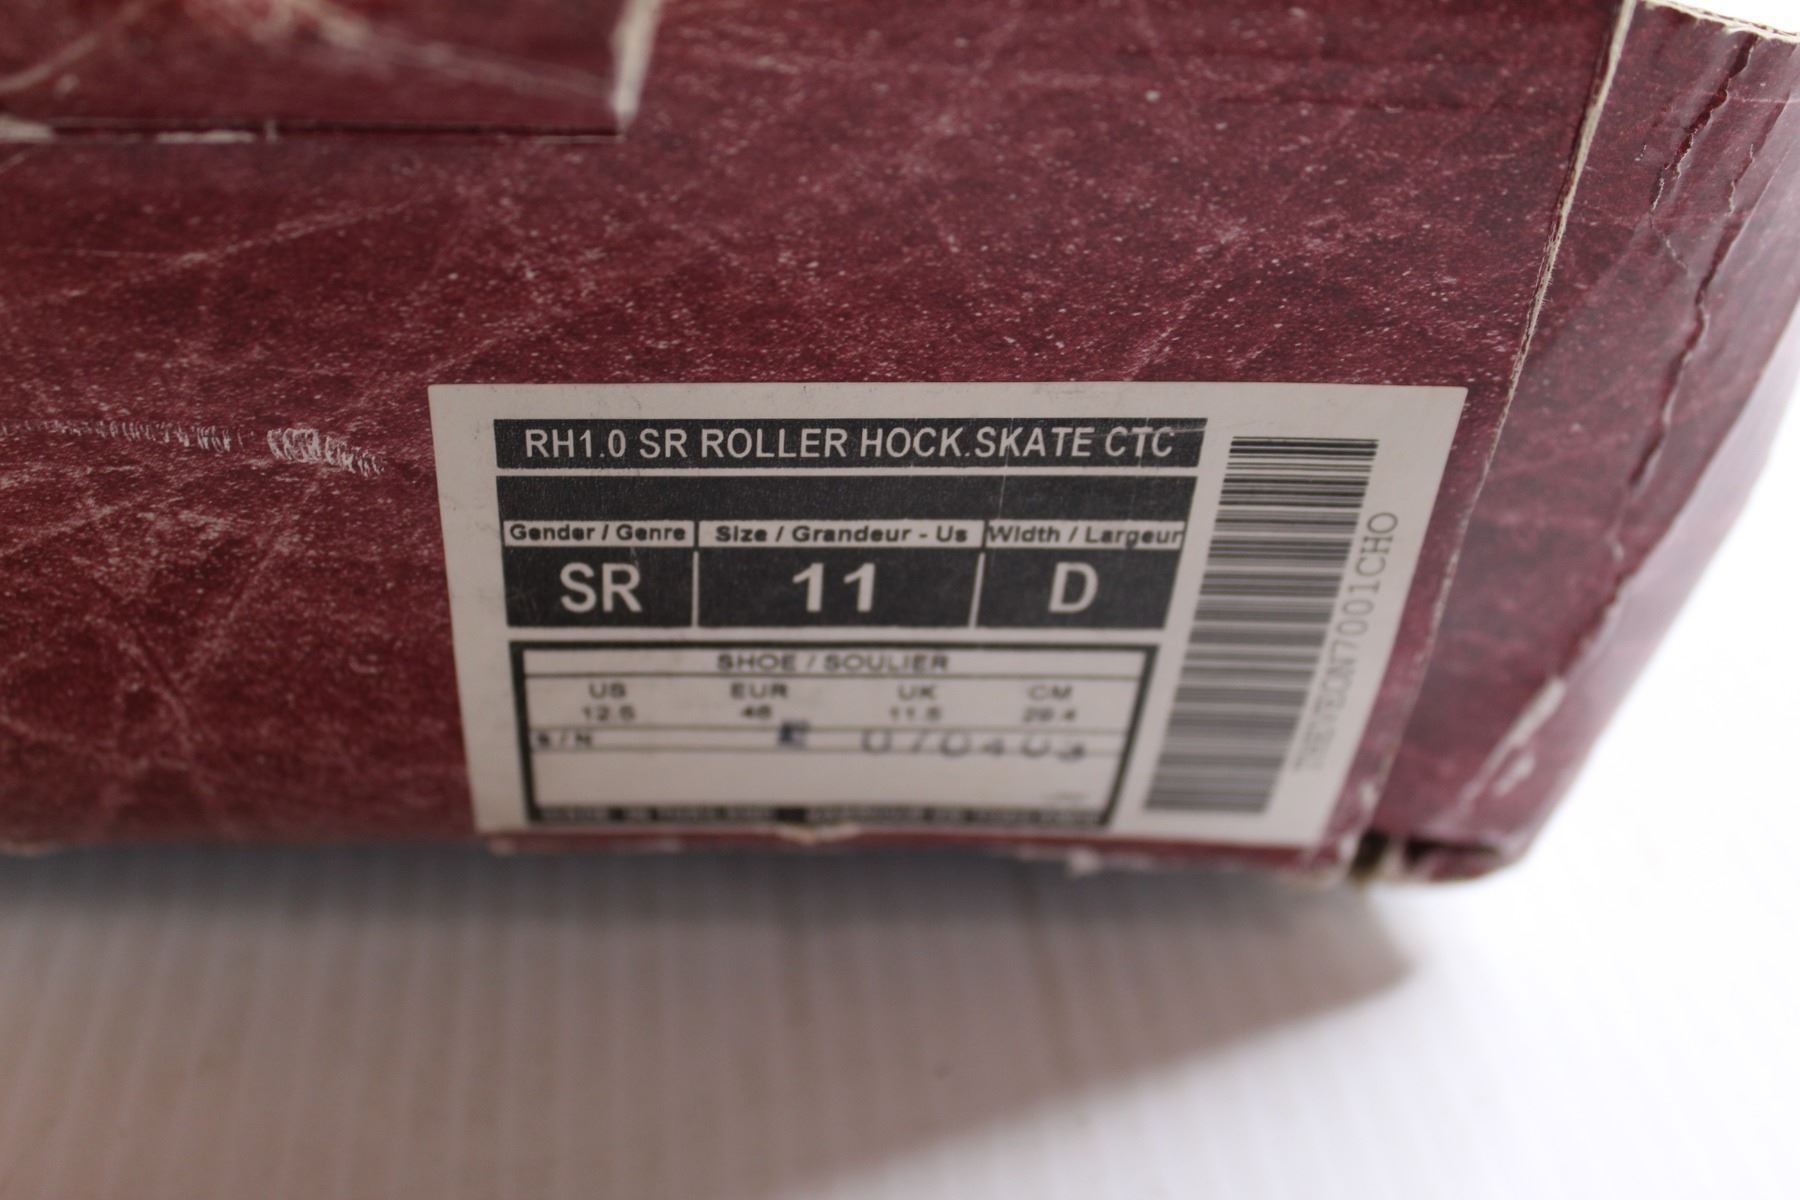 RH1.0 SR ROLLER HOCK.SKATE CTC
Gender / Genre Size / Grandeur - Us Width / Largeur
SR 11 D
SHOE / SOULIER
US EUR UK CM
12.5 46 11.5 29.4
S / N E 070403